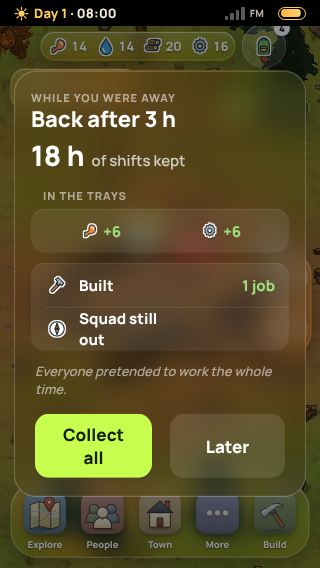 Day 1 · 08:00
FM
14
14
20
16
4
WHILE YOU WERE AWAY
Back after 3 h
18 h of shifts kept
IN THE TRAYS
+6
+6
Built
1 job
Squad still
out
Everyone pretended to work the whole
time.
Collect
all
Later
Explore
People
Town
More
Build